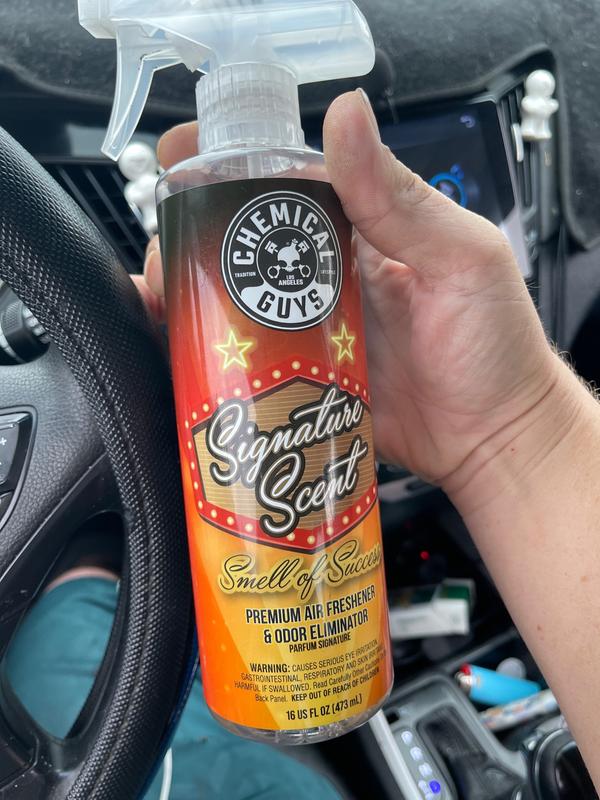 CHEMICAL
TRADITION
LOS
ANGELES
GUYS
Signature
Scent
Smell of Success
PREMIUM AIR FRESHENER
& ODOR ELIMINATOR
PARFUM SIGNATURE
WARNING: CAUSES SERIOUS EYE IRRITATION,
GASTROINTESTINAL, RESPIRATORY AND SKIN
HARMFUL IF SWALLOWED. Read Carefully Other
Back Panel. KEEP OUT OF REACH OF CHILDREN
16 US FL OZ (473 mL)